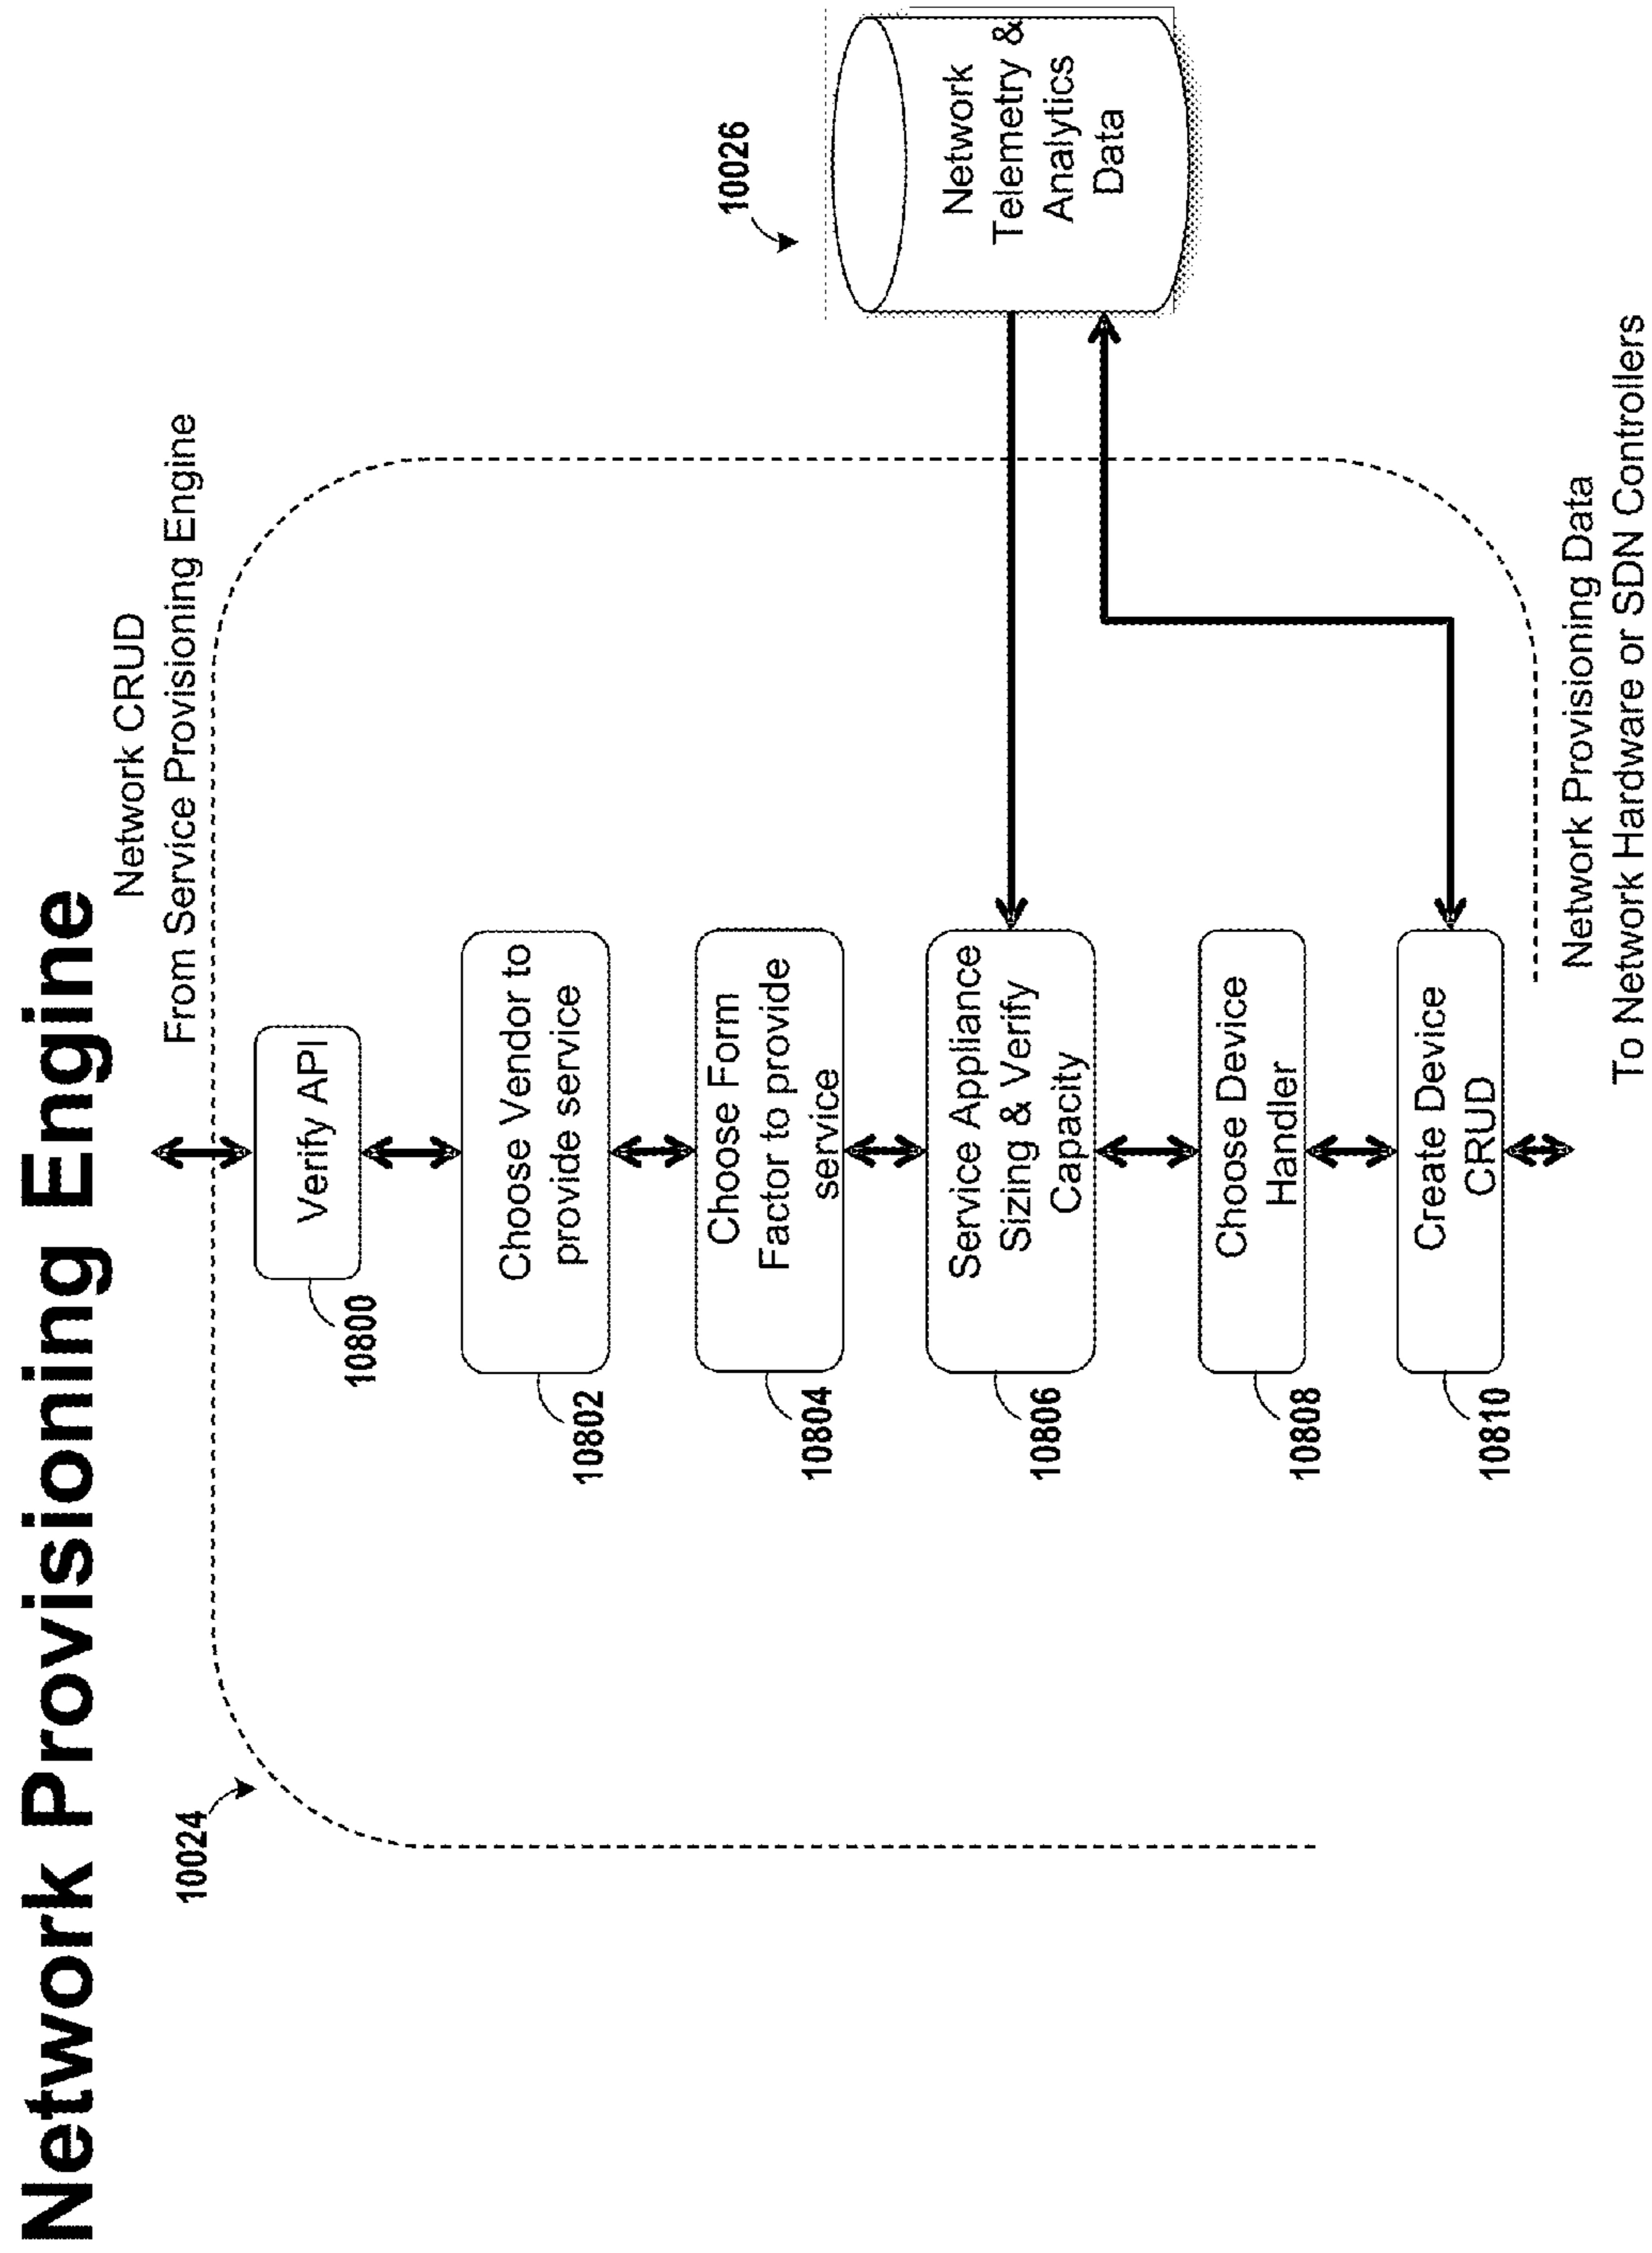 Network Provisioning Engine
Network CRUD
From Service Provisioning Engine
10024
Verify API
10800
Choose Vendor to
provide service
10802
Choose Form
Factor to provide
service
10804
Service Appliance
Sizing & Verify
Capacity
10806
Choose Device
Handler
10808
Create Device
CRUD
10810
10026
Network
Telemetry &
Analytics
Data
Network Provisioning Data
To Network Hardware or SDN Controllers